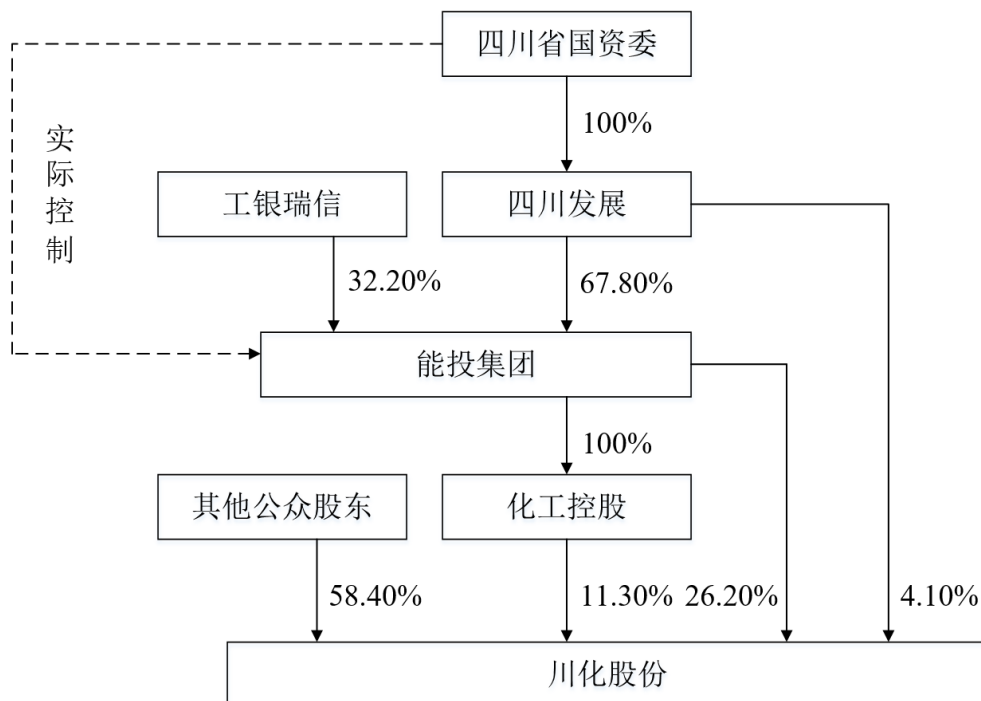 四川省国资委
100%
实际控制
工银瑞信
四川发展
32.20%
67.80%
能投集团
100%
其他公众股东
化工控股
58.40%
11.30%
26.20%
4.10%
川化股份